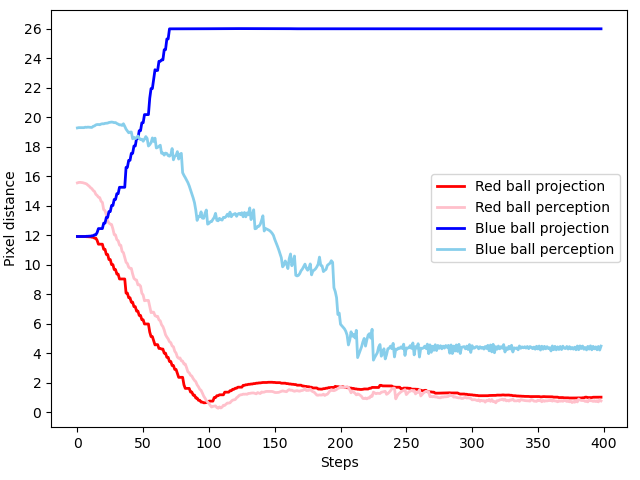 26
24
22
20
18
16
14
12
10
8
6
4
2
0
Pixel distance
Red ball projection
Red ball perception
Blue ball projection
Blue ball perception
0 50 100 150 200 250 300 350 400
Steps